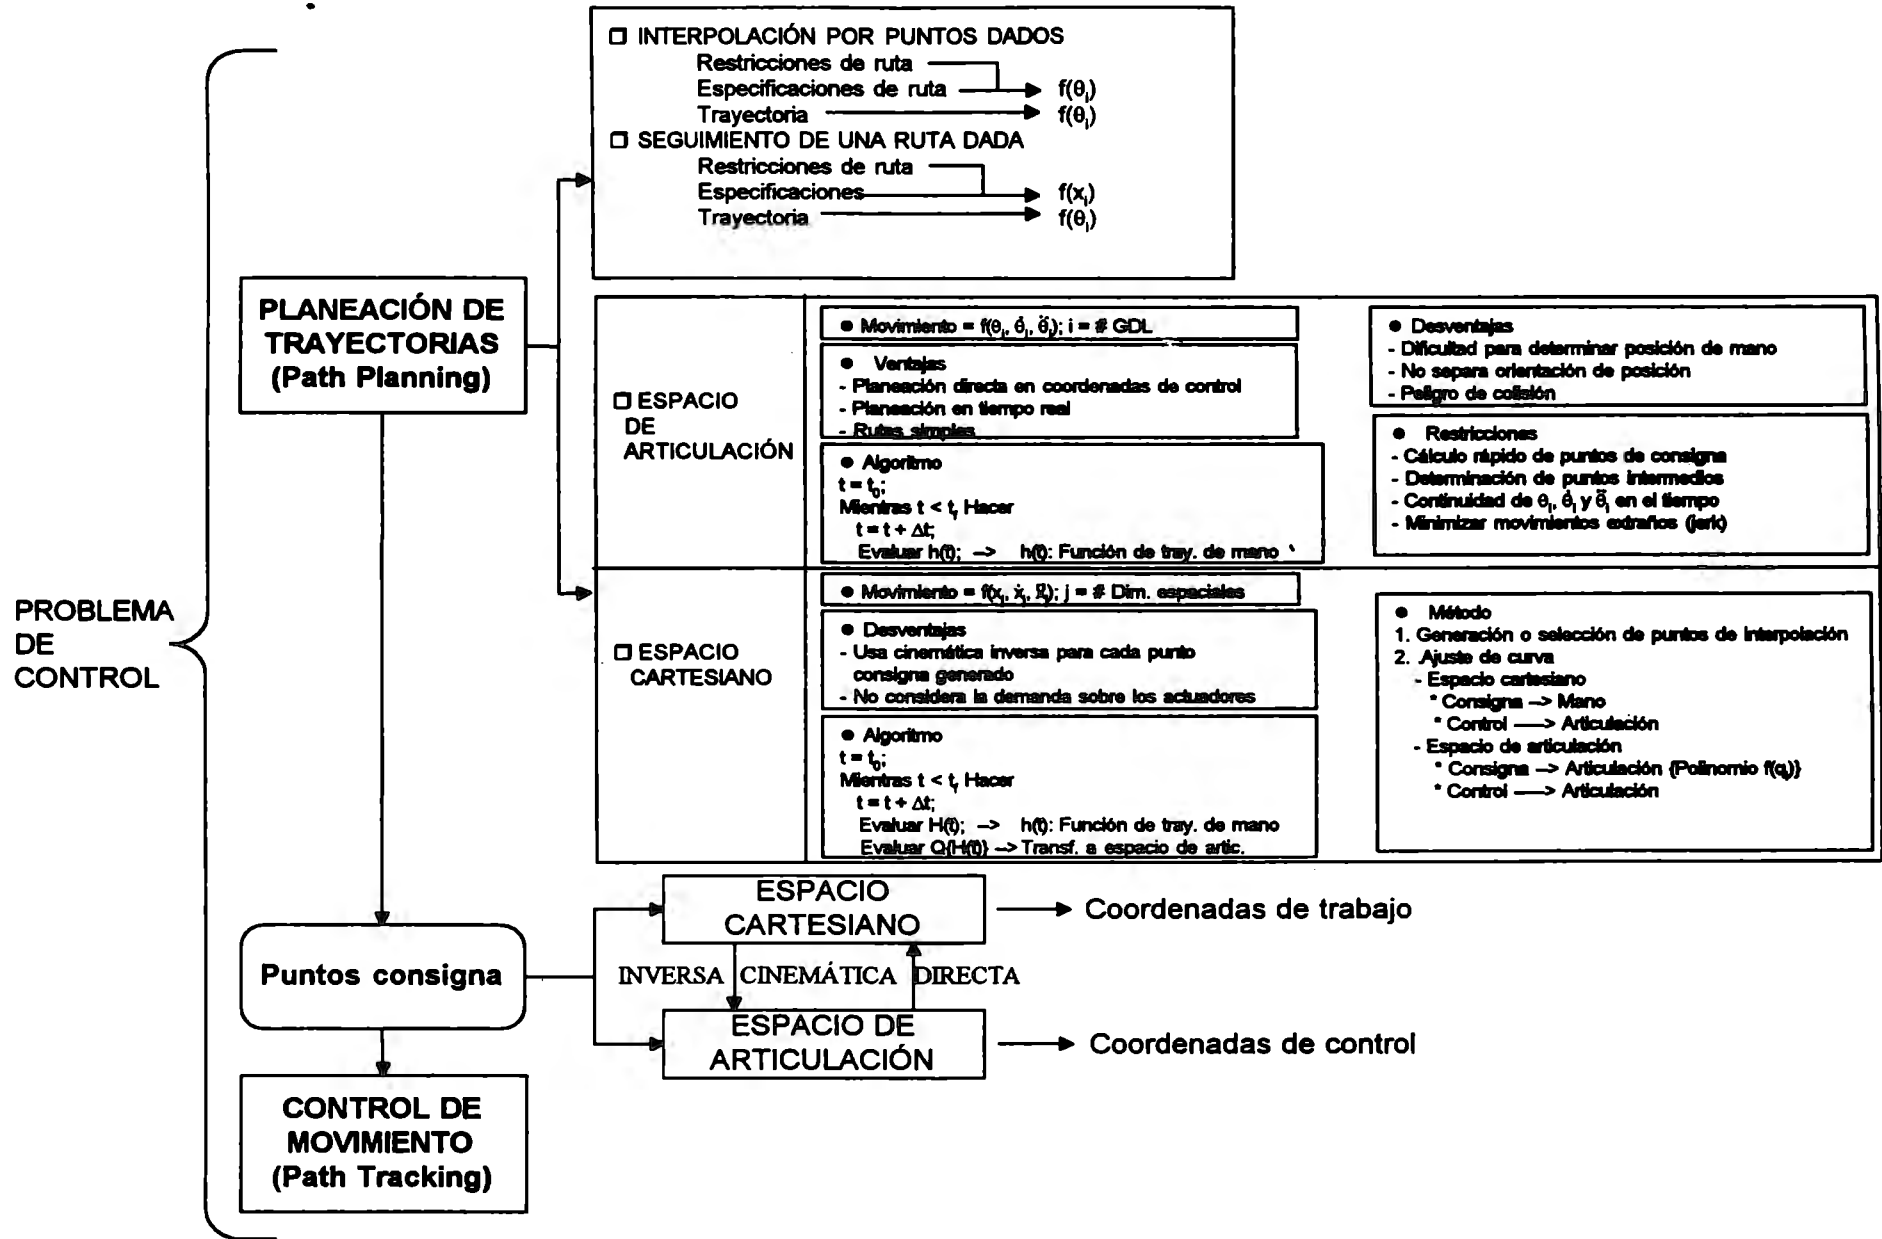 PROBLEMA
DE
CONTROL
PLANEACIÓN DE
TRAYECTORIAS
(Path Planning)
❒ INTERPOLACIÓN POR PUNTOS DADOS
Restricciones de ruta
Especificaciones de ruta f(θi)
Trayectoria f(θi)
❒ SEGUIMIENTO DE UNA RUTA DADA
Restricciones de ruta
Especificaciones f(xi)
Trayectoria f(θi)
❒ ESPACIO
DE
ARTICULACIÓN
● Movimiento = f(θi, θ̇i, θ̈i); i = # GDL
● Ventajas
- Planeación directa en coordenadas de control
- Planeación en tiempo real
- Rutas simples
● Algoritmo
t = t0;
Mientras t < tf Hacer
t = t + Δt;
Evaluar h(t); --> h(t): Función de tray. de mano
● Desventajas
- Dificultad para determinar posición de mano
- No separa orientación de posición
- Peligro de colisión
● Restricciones
- Cálculo rápido de puntos de consigna
- Determinación de puntos intermedios
- Continuidad de θi, θ̇i y θ̈i en el tiempo
- Minimizar movimientos extraños (jerk)
❒ ESPACIO
CARTESIANO
● Movimiento = f(xj, ẋj, ẍj); j = # Dim. espaciales
● Desventajas
- Usa cinemática inversa para cada punto
consigna generado
- No considera la demanda sobre los actuadores
● Algoritmo
t = t0;
Mientras t < tf Hacer
t = t + Δt;
Evaluar H(t); --> h(t): Función de tray. de mano
Evaluar Q{H(t)} --> Transf. a espacio de artic.
● Método
1. Generación o selección de puntos de interpolación
2. Ajuste de curva
- Espacio cartesiano
* Consigna --> Mano
* Control ----> Articulación
- Espacio de articulación
* Consigna --> Articulación {Polinomio f(qi)}
* Control ----> Articulación
Puntos consigna
ESPACIO
CARTESIANO
Coordenadas de trabajo
INVERSA CINEMÁTICA DIRECTA
ESPACIO DE
ARTICULACIÓN
Coordenadas de control
CONTROL DE
MOVIMIENTO
(Path Tracking)